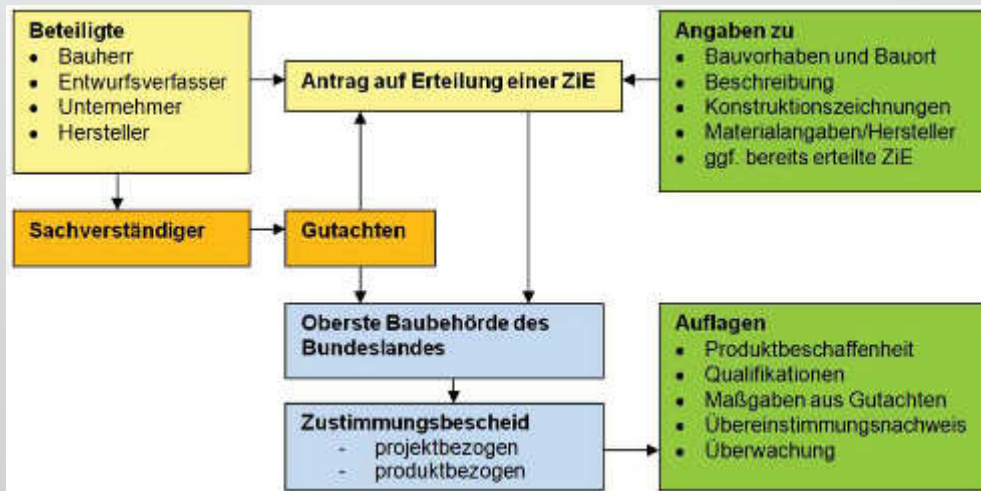 Beteiligte
• Bauherr
• Entwurfsverfasser
• Unternehmer
• Hersteller
Antrag auf Erteilung einer ZiE
Angaben zu
• Bauvorhaben und Bauort
• Beschreibung
• Konstruktionszeichnungen
• Materialangaben/Hersteller
• ggf. bereits erteilte ZiE
Sachverständiger
Gutachten
Oberste Baubehörde des
Bundeslandes
Zustimmungsbescheid
- projektbezogen
- produktbezogen
Auflagen
• Produktbeschaffenheit
• Qualifikationen
• Maßgaben aus Gutachten
• Übereinstimmungsnachweis
• Überwachung